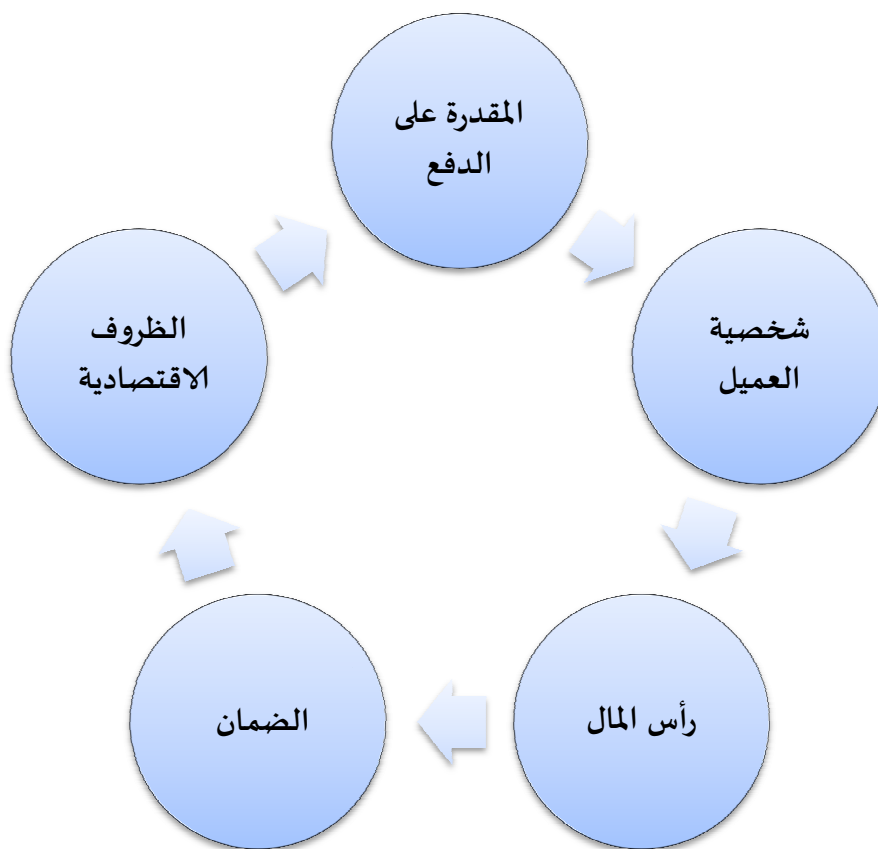 المقدرة على
الدفع
شخصية
العميل
رأس المال
الضمان
الظروف
الاقتصادية